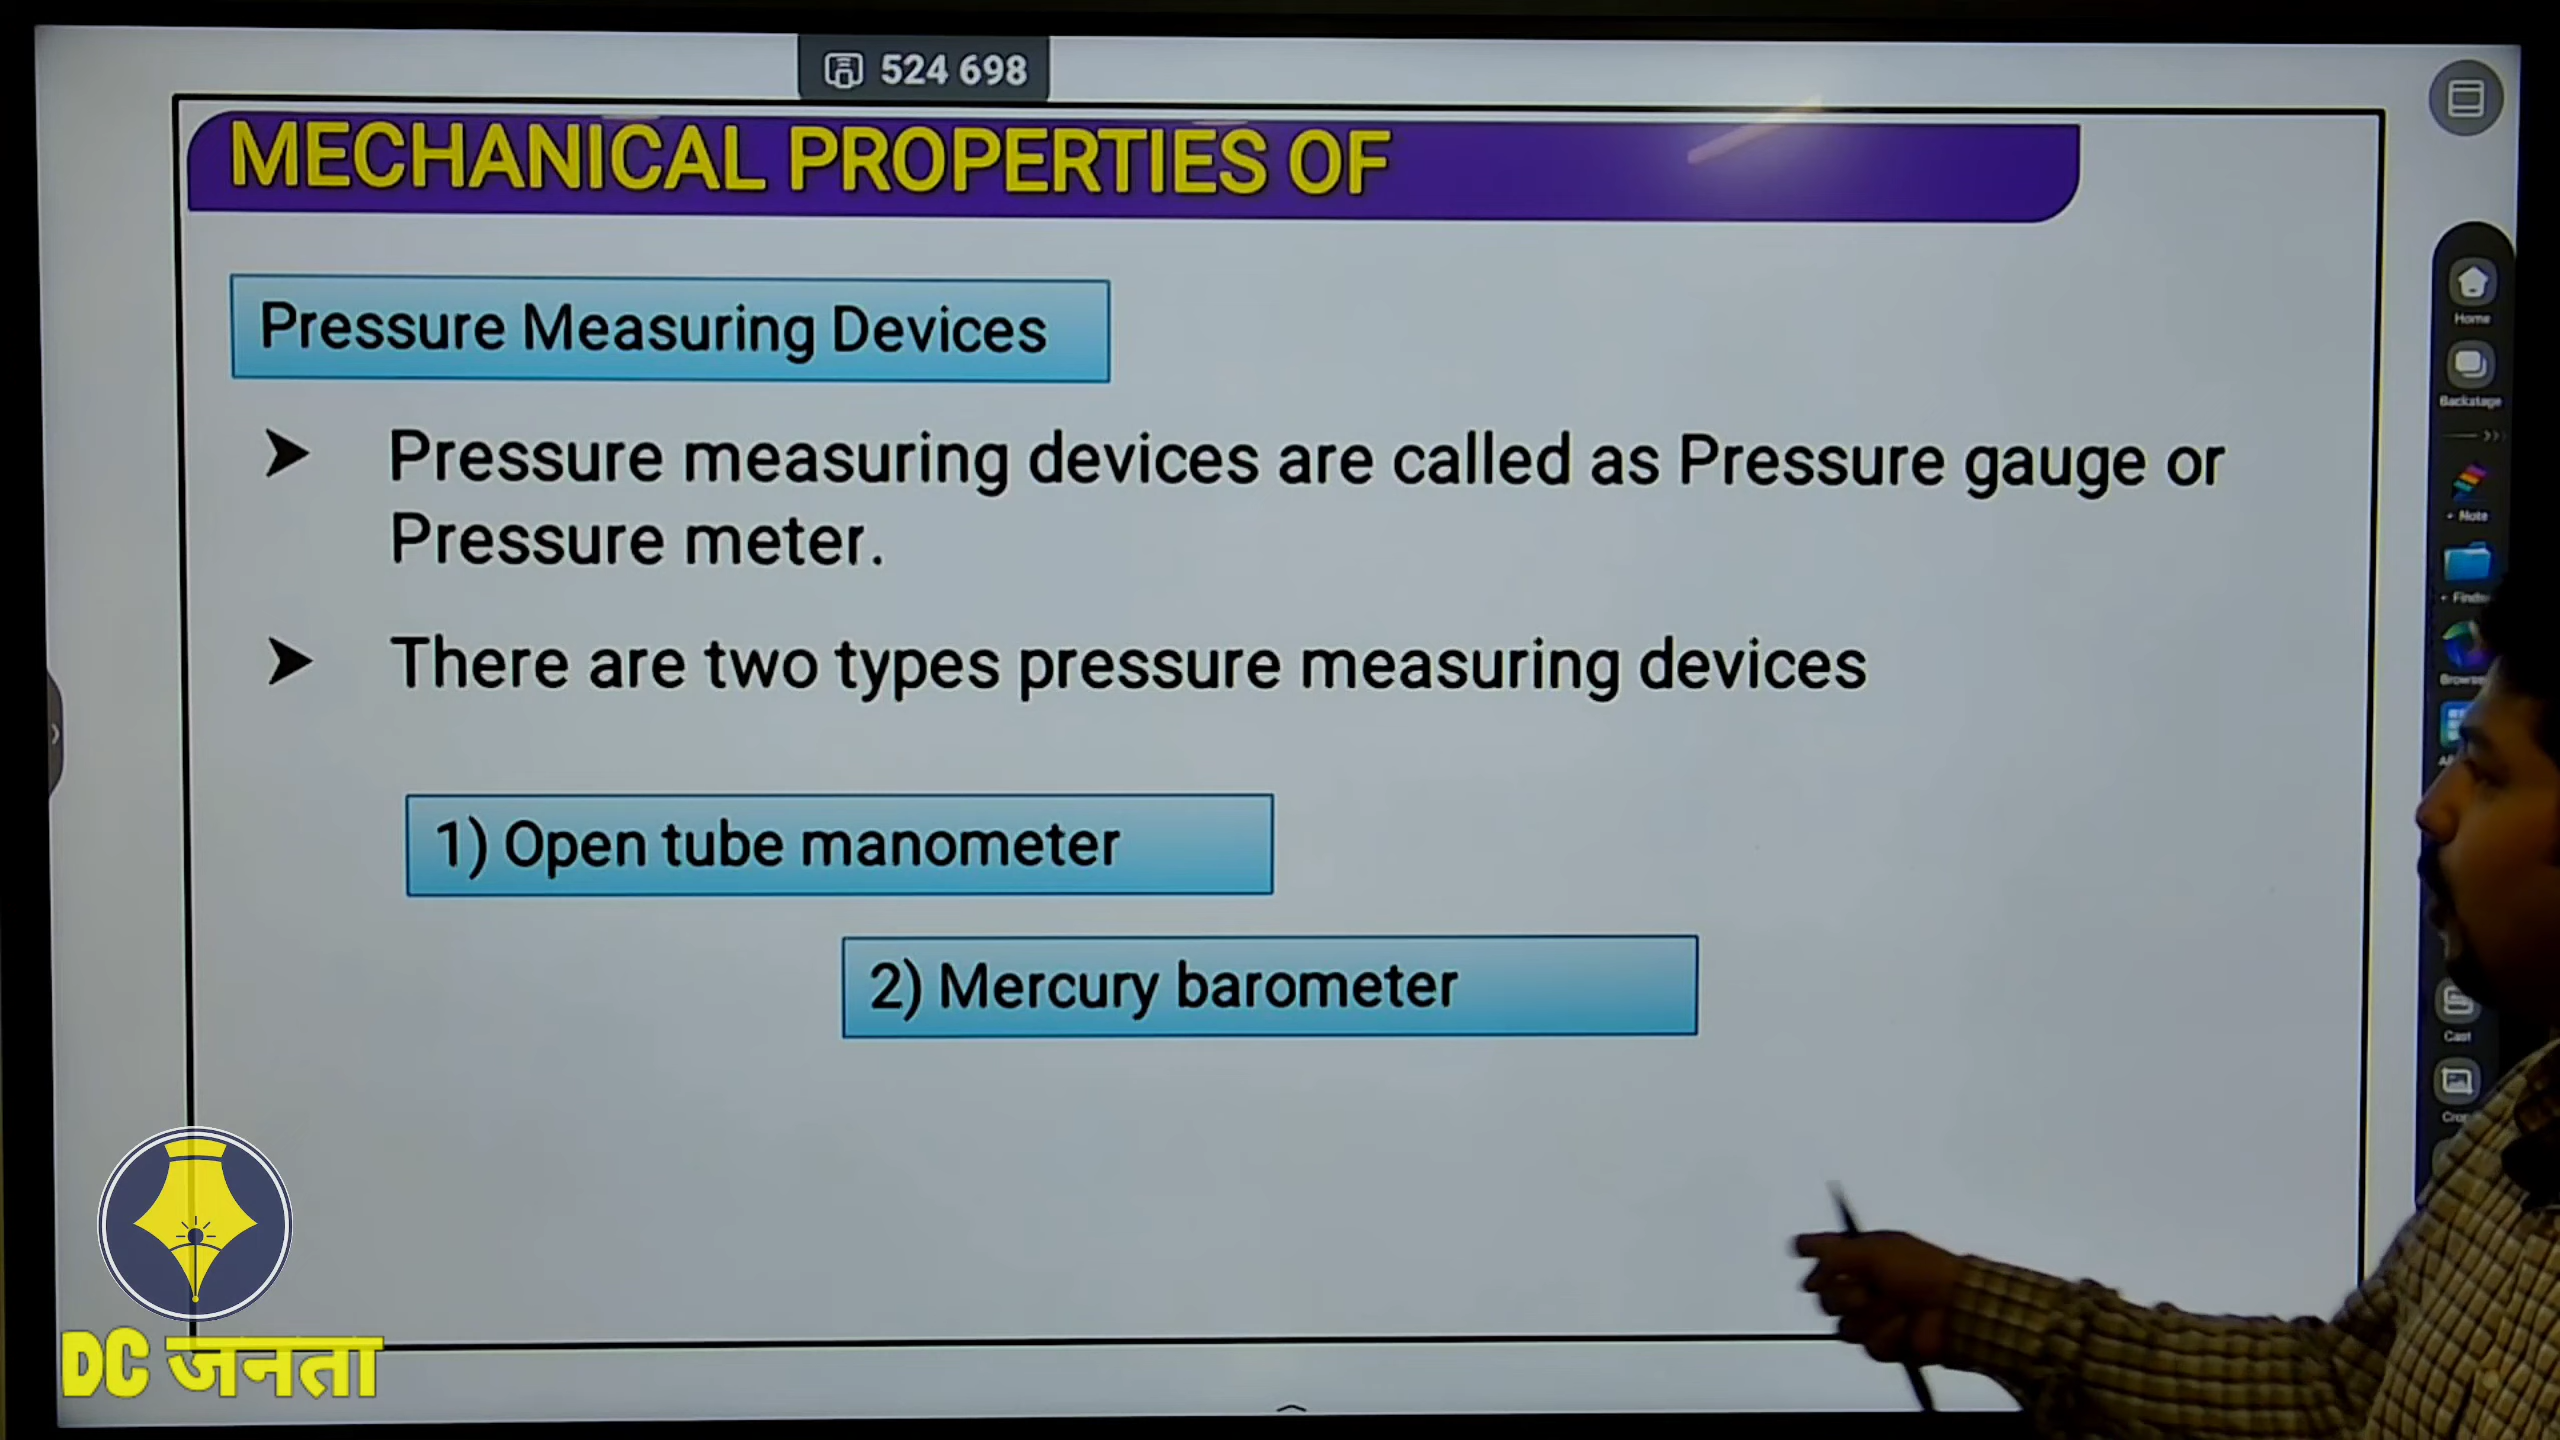 524 698
MECHANICAL PROPERTIES OF
Pressure Measuring Devices
Pressure measuring devices are called as Pressure gauge or
Pressure meter.
There are two types pressure measuring devices
1) Open tube manometer
2) Mercury barometer
Home
Backstage
Note
Cast
DC जनता